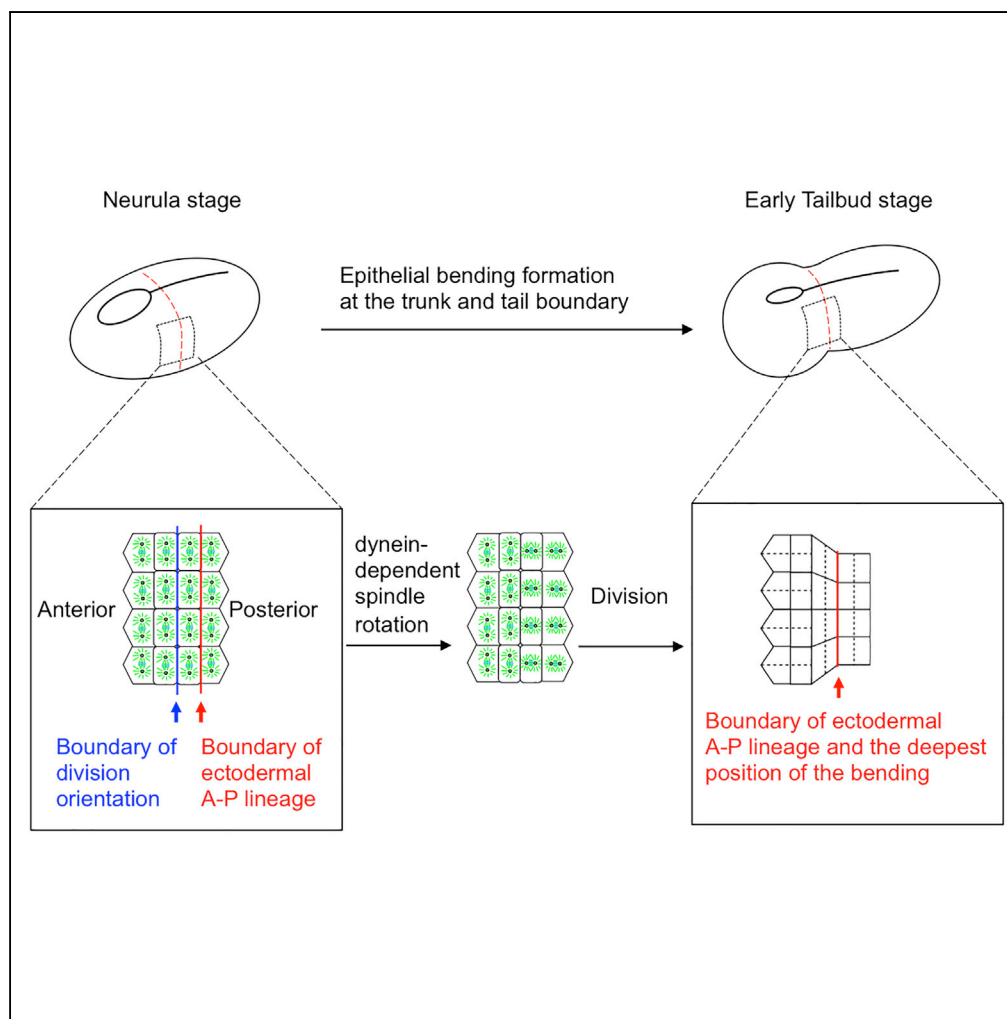 Neurula stage
Early Tailbud stage
Epithelial bending formation
at the trunk and tail boundary
Anterior
Posterior
dynein-
dependent
spindle
rotation
Division
Boundary of
division
orientation
Boundary of
ectodermal
A-P lineage
Boundary of ectodermal
A-P lineage and the deepest
position of the bending